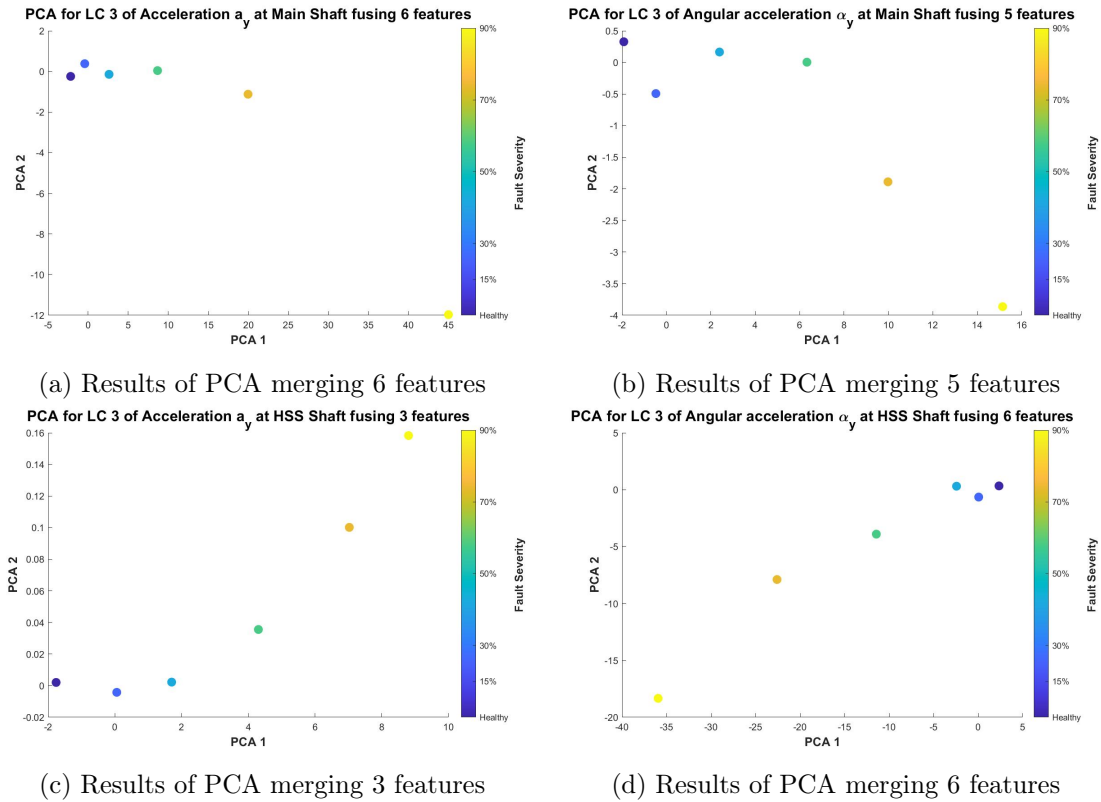 PCA for LC 3 of Acceleration a_y at Main Shaft fusing 6 features
2
0
-2
-4
-6
-8
-10
-12
PCA 2
-5 0 5 10 15 20 25 30 35 40 45
PCA 1
90%
70%
50%
30%
15%
Healthy
Fault Severity
(a) Results of PCA merging 6 features
PCA for LC 3 of Angular acceleration α_y at Main Shaft fusing 5 features
0.5
0
-0.5
-1
-1.5
-2
-2.5
-3
-3.5
-4
PCA 2
-2 0 2 4 6 8 10 12 14 16
PCA 1
90%
70%
50%
30%
15%
Healthy
Fault Severity
(b) Results of PCA merging 5 features
PCA for LC 3 of Acceleration a_y at HSS Shaft fusing 3 features
0.16
0.14
0.12
0.1
0.08
0.06
0.04
0.02
0
-0.02
PCA 2
-2 0 2 4 6 8 10
PCA 1
90%
70%
50%
30%
15%
Healthy
Fault Severity
(c) Results of PCA merging 3 features
PCA for LC 3 of Angular acceleration α_y at HSS Shaft fusing 6 features
5
0
-5
-10
-15
-20
PCA 2
-40 -35 -30 -25 -20 -15 -10 -5 0 5
PCA 1
90%
70%
50%
30%
15%
Healthy
Fault Severity
(d) Results of PCA merging 6 features